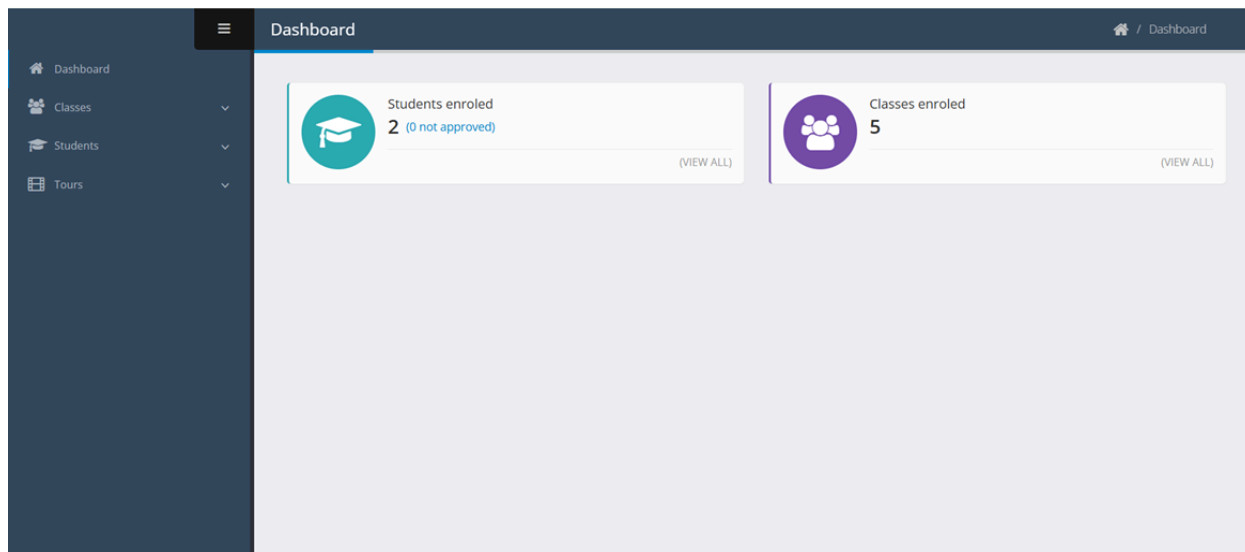 Dashboard
/ Dashboard
Dashboard
Classes
Students
Tours
Students enroled
2 (0 not approved)
(VIEW ALL)
Classes enroled
5
(VIEW ALL)